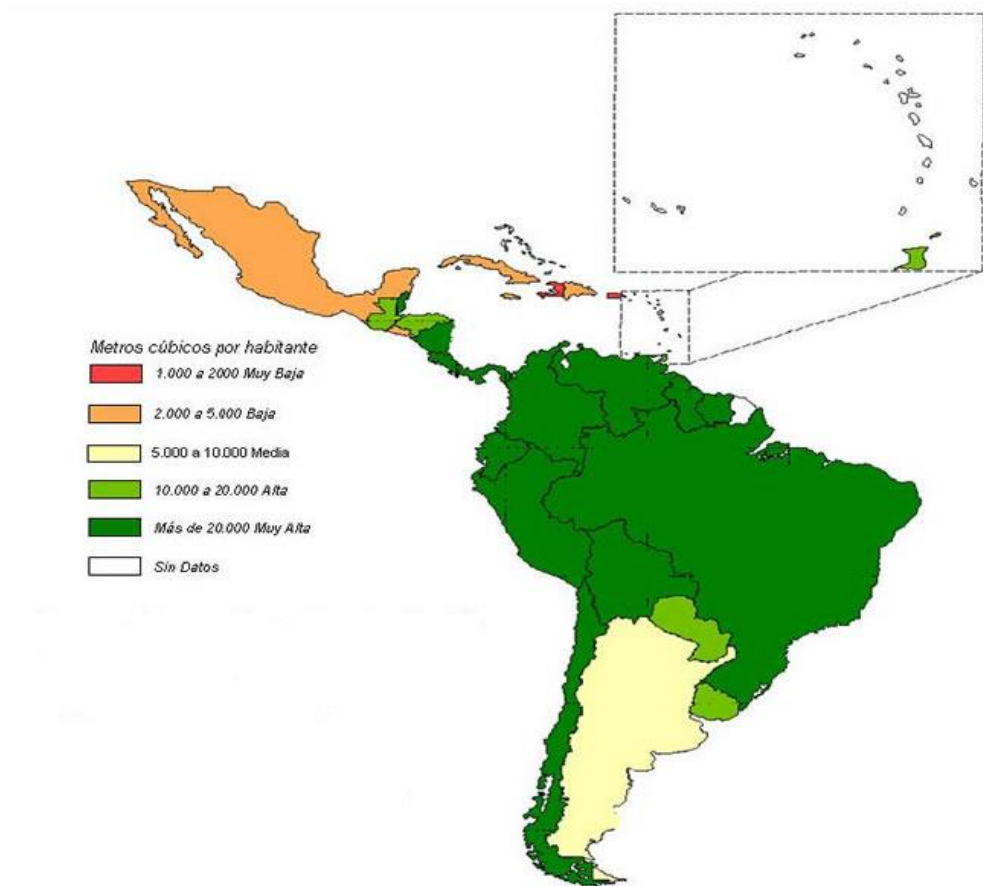 Metros cúbicos por habitante
1.000 a 2000 Muy Baja
2.000 a 5.000 Baja
5.000 a 10.000 Media
10.000 a 20.000 Alta
Más de 20.000 Muy Alta
Sin Datos